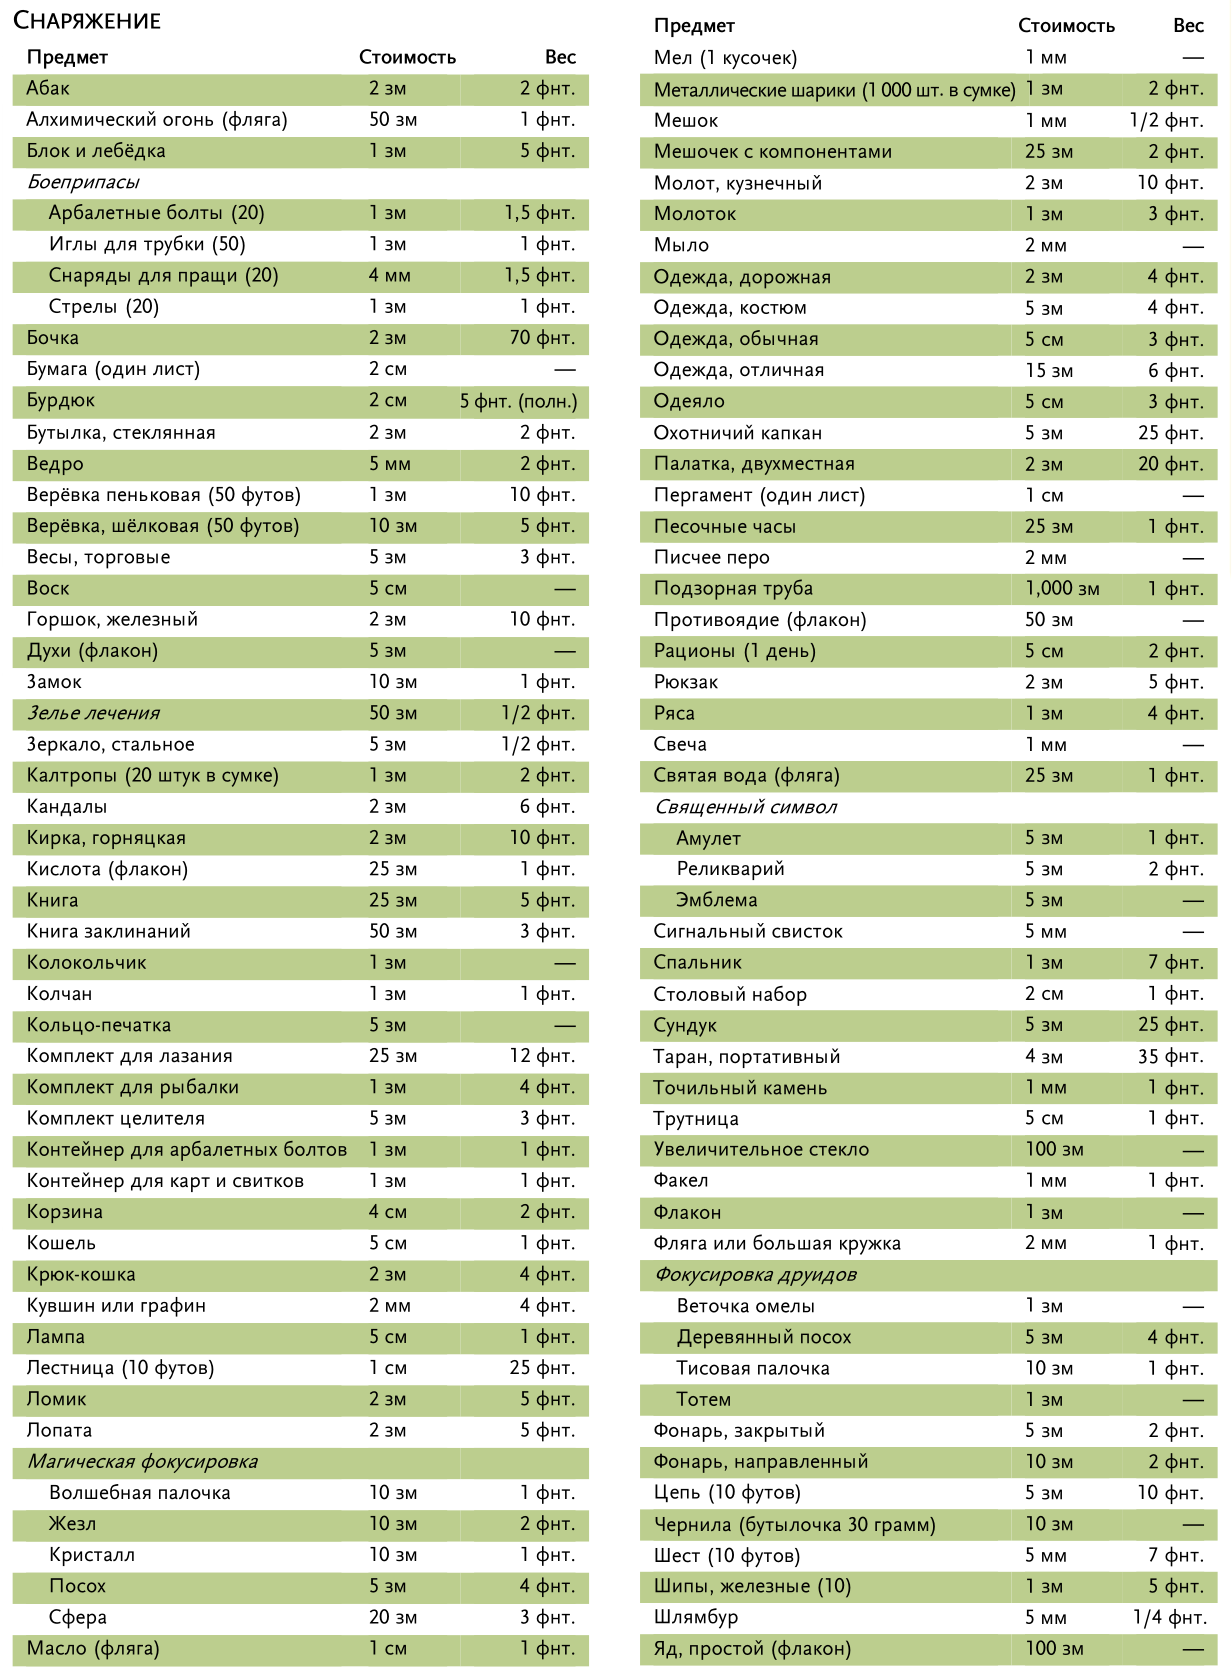 Снаряжение
Предмет Стоимость Вес
Абак 2 зм 2 фнт.
Алхимический огонь (фляга) 50 зм 1 фнт.
Блок и лебёдка 1 зм 5 фнт.
Боеприпасы
Арбалетные болты (20) 1 зм 1,5 фнт.
Иглы для трубки (50) 1 зм 1 фнт.
Снаряды для пращи (20) 4 мм 1,5 фнт.
Стрелы (20) 1 зм 1 фнт.
Бочка 2 зм 70 фнт.
Бумага (один лист) 2 см —
Бурдюк 2 см 5 фнт. (полн.)
Бутылка, стеклянная 2 зм 2 фнт.
Ведро 5 мм 2 фнт.
Верёвка пеньковая (50 футов) 1 зм 10 фнт.
Верёвка, шёлковая (50 футов) 10 зм 5 фнт.
Весы, торговые 5 зм 3 фнт.
Воск 5 см —
Горшок, железный 2 зм 10 фнт.
Духи (флакон) 5 зм —
Замок 10 зм 1 фнт.
Зелье лечения 50 зм 1/2 фнт.
Зеркало, стальное 5 зм 1/2 фнт.
Калтропы (20 штук в сумке) 1 зм 2 фнт.
Кандалы 2 зм 6 фнт.
Кирка, горняцкая 2 зм 10 фнт.
Кислота (флакон) 25 зм 1 фнт.
Книга 25 зм 5 фнт.
Книга заклинаний 50 зм 3 фнт.
Колокольчик 1 зм —
Колчан 1 зм 1 фнт.
Кольцо-печатка 5 зм —
Комплект для лазания 25 зм 12 фнт.
Комплект для рыбалки 1 зм 4 фнт.
Комплект целителя 5 зм 3 фнт.
Контейнер для арбалетных болтов 1 зм 1 фнт.
Контейнер для карт и свитков 1 зм 1 фнт.
Корзина 4 см 2 фнт.
Кошель 5 см 1 фнт.
Крюк-кошка 2 зм 4 фнт.
Кувшин или графин 2 мм 4 фнт.
Лампа 5 см 1 фнт.
Лестница (10 футов) 1 см 25 фнт.
Ломик 2 зм 5 фнт.
Лопата 2 зм 5 фнт.
Магическая фокусировка
Волшебная палочка 10 зм 1 фнт.
Жезл 10 зм 2 фнт.
Кристалл 10 зм 1 фнт.
Посох 5 зм 4 фнт.
Сфера 20 зм 3 фнт.
Масло (фляга) 1 см 1 фнт.
Предмет Стоимость Вес
Мел (1 кусочек) 1 мм —
Металлические шарики (1 000 шт. в сумке) 1 зм 2 фнт.
Мешок 1 мм 1/2 фнт.
Мешочек с компонентами 25 зм 2 фнт.
Молот, кузнечный 2 зм 10 фнт.
Молоток 1 зм 3 фнт.
Мыло 2 мм —
Одежда, дорожная 2 зм 4 фнт.
Одежда, костюм 5 зм 4 фнт.
Одежда, обычная 5 см 3 фнт.
Одежда, отличная 15 зм 6 фнт.
Одеяло 5 см 3 фнт.
Охотничий капкан 5 зм 25 фнт.
Палатка, двухместная 2 зм 20 фнт.
Пергамент (один лист) 1 см —
Песочные часы 25 зм 1 фнт.
Писчее перо 2 мм —
Подзорная труба 1,000 зм 1 фнт.
Противоядие (флакон) 50 зм —
Рационы (1 день) 5 см 2 фнт.
Рюкзак 2 зм 5 фнт.
Ряса 1 зм 4 фнт.
Свеча 1 мм —
Святая вода (фляга) 25 зм 1 фнт.
Священный символ
Амулет 5 зм 1 фнт.
Реликварий 5 зм 2 фнт.
Эмблема 5 зм —
Сигнальный свисток 5 мм —
Спальник 1 зм 7 фнт.
Столовый набор 2 см 1 фнт.
Сундук 5 зм 25 фнт.
Таран, портативный 4 зм 35 фнт.
Точильный камень 1 мм 1 фнт.
Трутница 5 см 1 фнт.
Увеличительное стекло 100 зм —
Факел 1 мм 1 фнт.
Флакон 1 зм —
Фляга или большая кружка 2 мм 1 фнт.
Фокусировка друидов
Веточка омелы 1 зм —
Деревянный посох 5 зм 4 фнт.
Тисовая палочка 10 зм 1 фнт.
Тотем 1 зм —
Фонарь, закрытый 5 зм 2 фнт.
Фонарь, направленный 10 зм 2 фнт.
Цепь (10 футов) 5 зм 10 фнт.
Чернила (бутылочка 30 грамм) 10 зм —
Шест (10 футов) 5 мм 7 фнт.
Шипы, железные (10) 1 зм 5 фнт.
Шлямбур 5 мм 1/4 фнт.
Яд, простой (флакон) 100 зм —